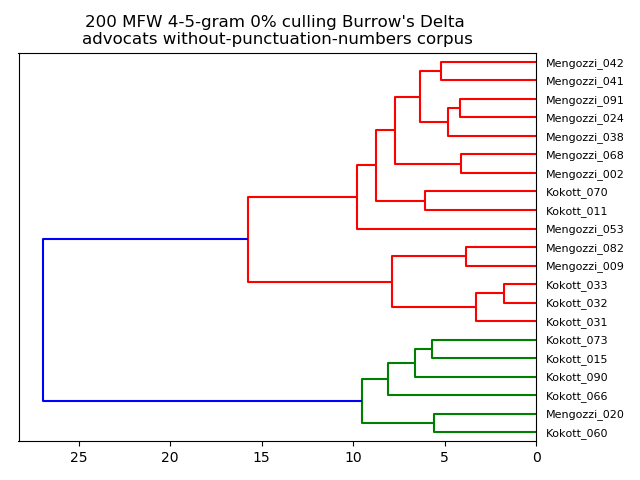 200 MFW 4-5-gram 0% culling Burrow's Delta
advocats without-punctuation-numbers corpus
Mengozzi_042
Mengozzi_041
Mengozzi_091
Mengozzi_024
Mengozzi_038
Mengozzi_068
Mengozzi_002
Kokott_070
Kokott_011
Mengozzi_053
Mengozzi_082
Mengozzi_009
Kokott_033
Kokott_032
Kokott_031
Kokott_073
Kokott_015
Kokott_090
Kokott_066
Mengozzi_020
Kokott_060
25 20 15 10 5 0